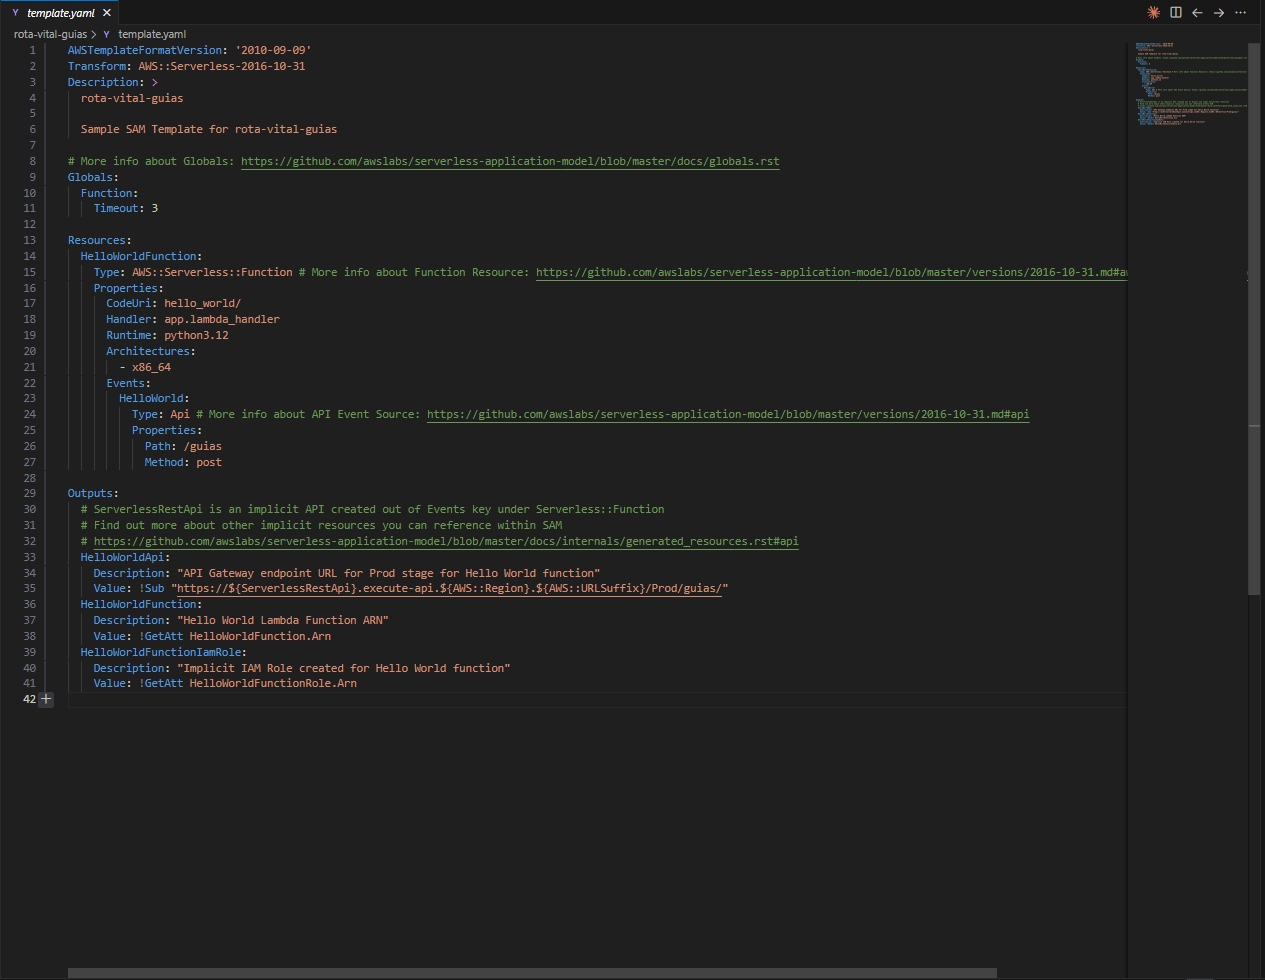 template.yaml
rota-vital-guias > template.yaml
1 AWSTemplateFormatVersion: '2010-09-09'
2 Transform: AWS::Serverless-2016-10-31
3 Description: >
4   rota-vital-guias
5
6   Sample SAM Template for rota-vital-guias
7
8 # More info about Globals: https://github.com/awslabs/serverless-application-model/blob/master/docs/globals.rst
9 Globals:
10   Function:
11     Timeout: 3
12
13 Resources:
14   HelloWorldFunction:
15     Type: AWS::Serverless::Function # More info about Function Resource: https://github.com/awslabs/serverless-application-model/blob/master/versions/2016-10-31.md#aw
16     Properties:
17       CodeUri: hello_world/
18       Handler: app.lambda_handler
19       Runtime: python3.12
20       Architectures:
21         - x86_64
22       Events:
23         HelloWorld:
24           Type: Api # More info about API Event Source: https://github.com/awslabs/serverless-application-model/blob/master/versions/2016-10-31.md#api
25           Properties:
26             Path: /guias
27             Method: post
28
29 Outputs:
30   # ServerlessRestApi is an implicit API created out of Events key under Serverless::Function
31   # Find out more about other implicit resources you can reference within SAM
32   # https://github.com/awslabs/serverless-application-model/blob/master/docs/internals/generated_resources.rst#api
33   HelloWorldApi:
34     Description: "API Gateway endpoint URL for Prod stage for Hello World function"
35     Value: !Sub "https://${ServerlessRestApi}.execute-api.${AWS::Region}.${AWS::URLSuffix}/Prod/guias/"
36   HelloWorldFunction:
37     Description: "Hello World Lambda Function ARN"
38     Value: !GetAtt HelloWorldFunction.Arn
39   HelloWorldFunctionIamRole:
40     Description: "Implicit IAM Role created for Hello World function"
41     Value: !GetAtt HelloWorldFunctionRole.Arn
42